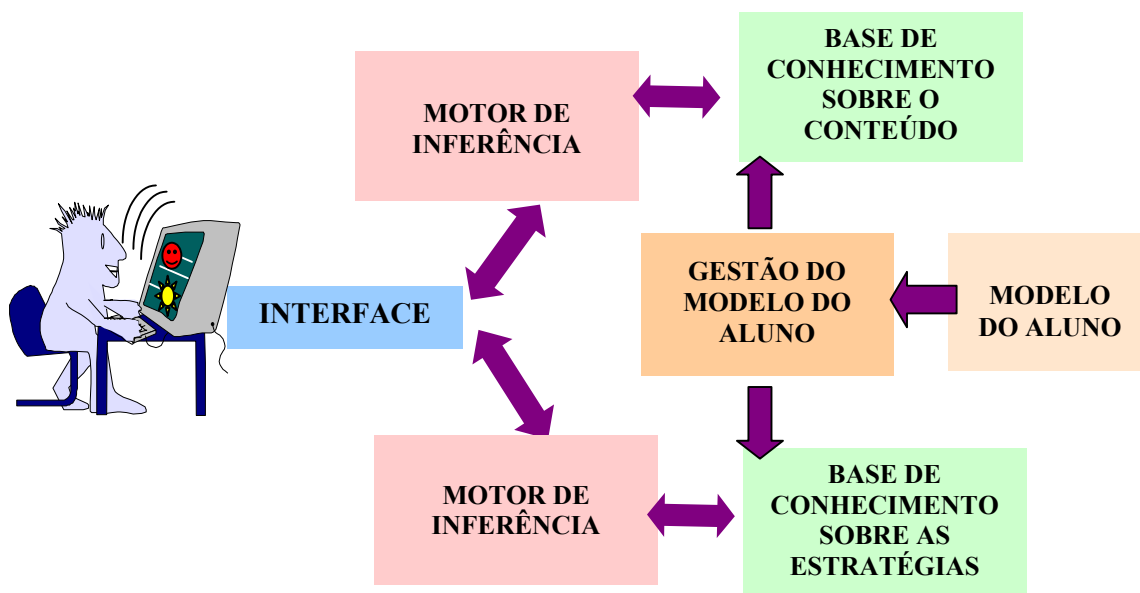 BASE DE
CONHECIMENTO
SOBRE O
CONTEÚDO
MOTOR DE
INFERÊNCIA
INTERFACE
GESTÃO DO
MODELO DO
ALUNO
MODELO
DO ALUNO
MOTOR DE
INFERÊNCIA
BASE DE
CONHECIMENTO
SOBRE AS
ESTRATÉGIAS